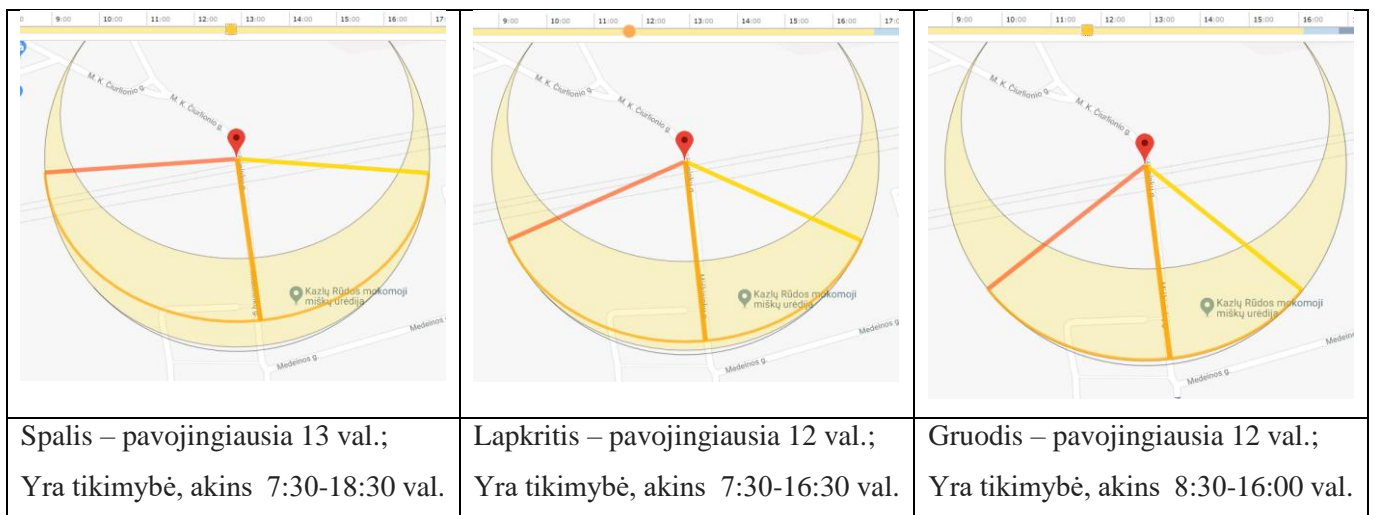 9:00 10:00 11:00 12:00 13:00 14:00 15:00 16:00 17:
M. K. Čiurlionio g.
M. K. Čiurlionio g.
Kazlų Rūdos mokomoji
miškų urėdija
Medeinos
Medeinos g.
9:00 10:00 11:00 12:00 13:00 14:00 15:00 16:00 17:0
M. K. Čiurlionio g.
M. K. Čiurlionio g.
Kazlų Rūdos mokomoji
miškų urėdija
Medeinos g
Medeinos g.
9:00 10:00 11:00 12:00 13:00 14:00 15:00 16:00
M. K. Čiurlionio g.
M. K. Čiurlionio g.
Kazlų Rūdos mokomoji
miškų urėdija
Medeinos g.
Spalis – pavojingiausia 13 val.;
Yra tikimybė, akins 7:30-18:30 val.
Lapkritis – pavojingiausia 12 val.;
Yra tikimybė, akins 7:30-16:30 val.
Gruodis – pavojingiausia 12 val.;
Yra tikimybė, akins 8:30-16:00 val.